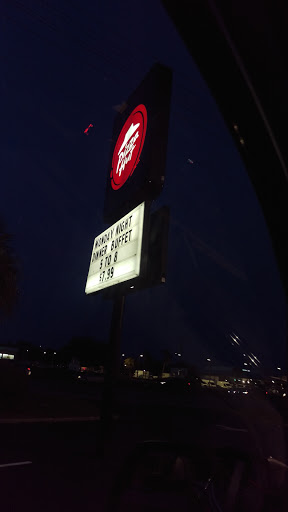 Pizza
Hut
MONDAY NIGHT
DINNER BUFFET
5 TO 8
$7.99